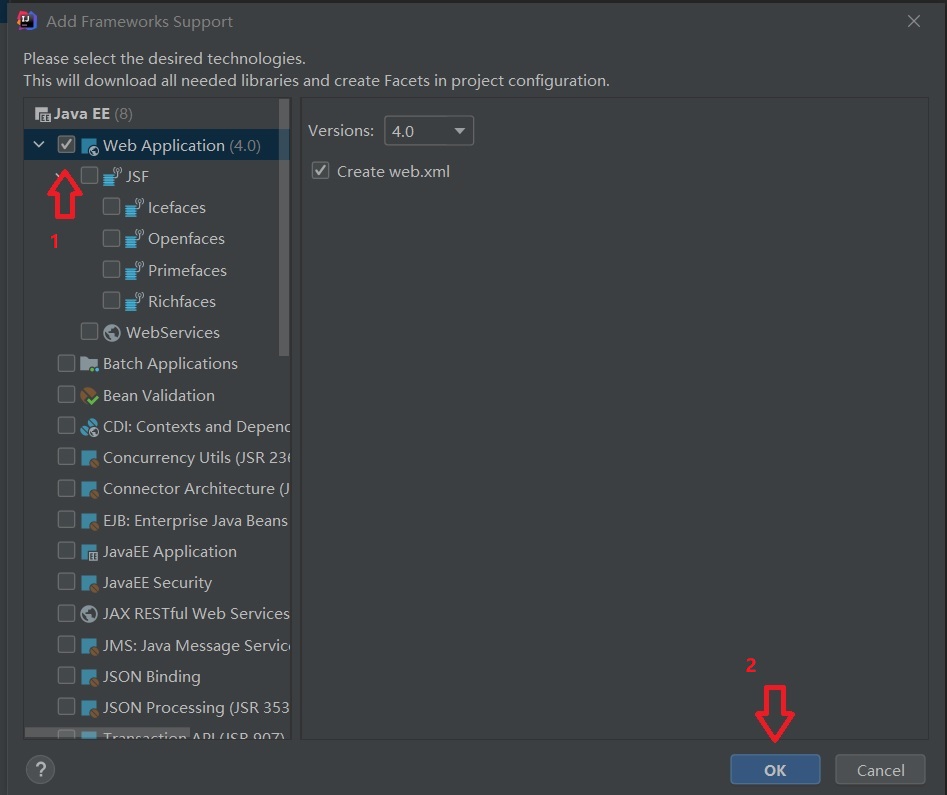 Add Frameworks Support
Please select the desired technologies.
This will download all needed libraries and create Facets in project configuration.
Java EE (8)
Web Application (4.0)
JSF
Icefaces
Openfaces
Primefaces
Richfaces
WebServices
Batch Applications
Bean Validation
CDI: Contexts and Depend
Concurrency Utils (JSR 236
Connector Architecture (J
EJB: Enterprise Java Beans
JavaEE Application
JavaEE Security
JAX RESTful Web Services
JMS: Java Message Servic
JSON Binding
JSON Processing (JSR 353
Transaction API (JSR 907)
Versions: 4.0
Create web.xml
1
2
?
OK
Cancel